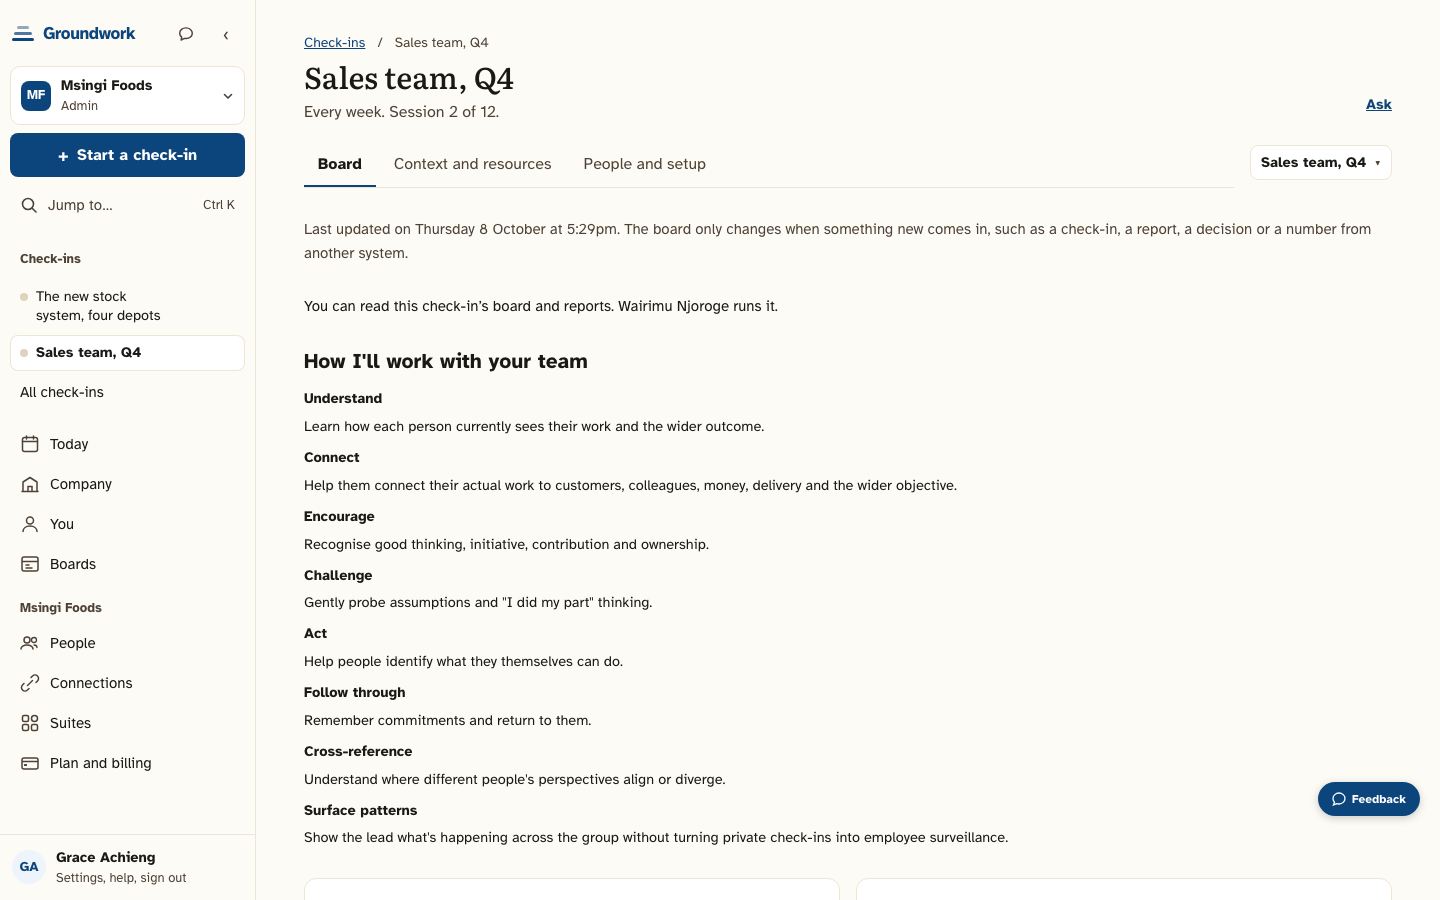 Groundwork
MF
Msingi Foods
Admin
+ Start a check-in
Jump to...
Ctrl K
Check-ins
The new stock
system, four depots
Sales team, Q4
All check-ins
Today
Company
You
Boards
Msingi Foods
People
Connections
Suites
Plan and billing
GA
Grace Achieng
Settings, help, sign out
Check-ins / Sales team, Q4
Sales team, Q4
Every week. Session 2 of 12.
Ask
Board
Context and resources
People and setup
Sales team, Q4
Last updated on Thursday 8 October at 5:29pm. The board only changes when something new comes in, such as a check-in, a report, a decision or a number from
another system.
You can read this check-in’s board and reports. Wairimu Njoroge runs it.
How I'll work with your team
Understand
Learn how each person currently sees their work and the wider outcome.
Connect
Help them connect their actual work to customers, colleagues, money, delivery and the wider objective.
Encourage
Recognise good thinking, initiative, contribution and ownership.
Challenge
Gently probe assumptions and "I did my part" thinking.
Act
Help people identify what they themselves can do.
Follow through
Remember commitments and return to them.
Cross-reference
Understand where different people's perspectives align or diverge.
Surface patterns
Show the lead what's happening across the group without turning private check-ins into employee surveillance.
Feedback